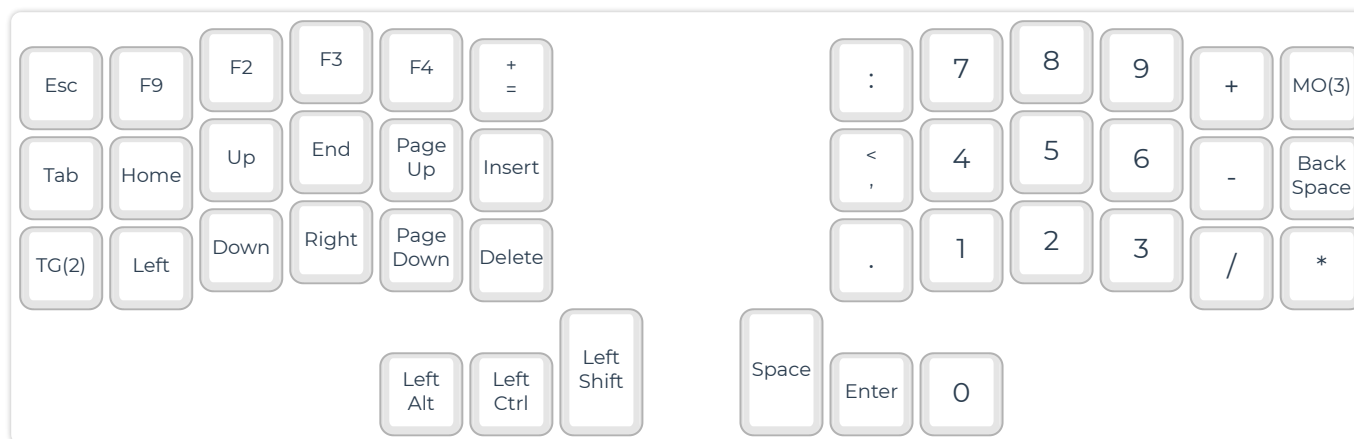 Esc
F9
F2
F3
F4
+
=
:
7
8
9
+
MO(3)
Tab
Home
Up
End
Page
Up
Insert
<
,
4
5
6
-
Back
Space
TG(2)
Left
Down
Right
Page
Down
Delete
.
1
2
3
/
*
Left
Alt
Left
Ctrl
Left
Shift
Space
Enter
0